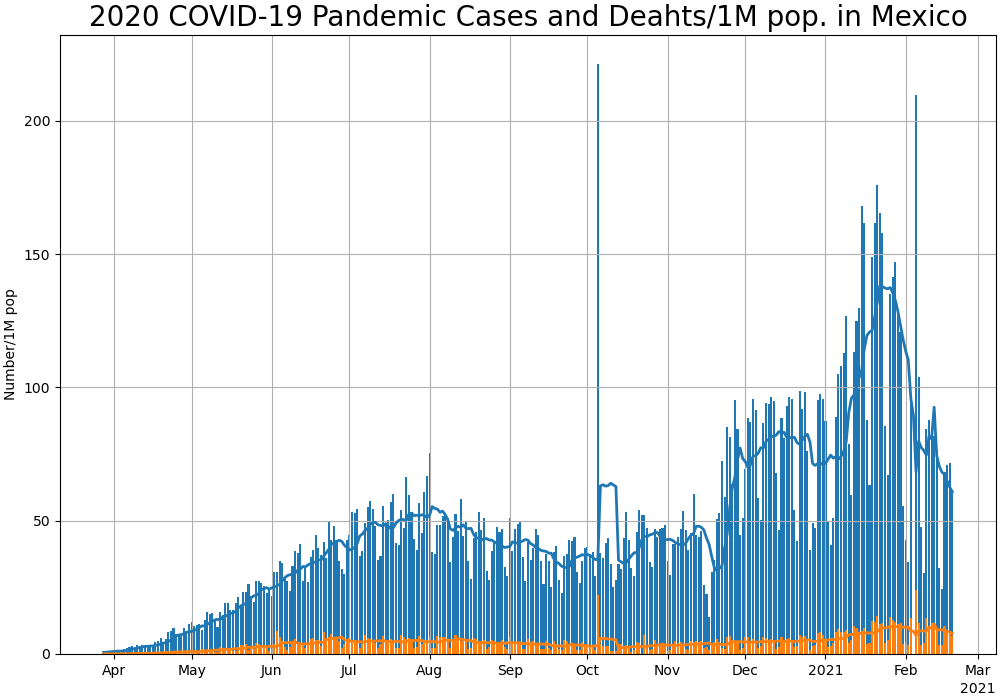 2020 COVID-19 Pandemic Cases and Deahts/1M pop. in Mexico
Number/1M pop
200
150
100
50
0
Apr May Jun Jul Aug Sep Oct Nov Dec 2021 Feb Mar
2021